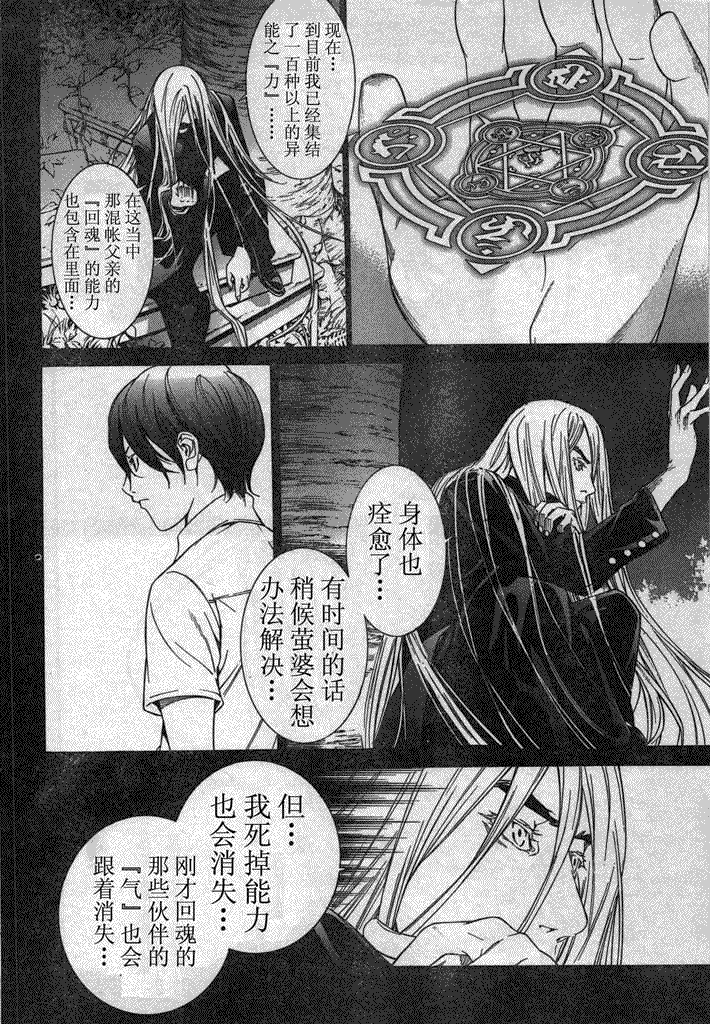 现在…
到目前我已经集结
了一百种以上的异
能之『力』……
在这当中
那混帐父亲的
『回魂』的能力
也包含在里面…
身体也
痊愈了…
有时间的话
稍候萤婆会想
办法解决…
但…
我死掉能力
也会消失…
刚才回魂的
那些伙伴的
『气』也会
跟着消失…